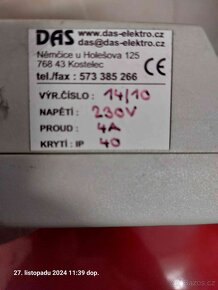 DAS
www.das-elektro.cz
das@das-elektro.cz
Němčice u Holešova 125
768 43 Kostelec
tel./fax : 573 385 266
CE
VÝR.ČÍSLO : 14/10
NAPĚTÍ : 230V
PROUD : 4A
KRYTÍ : IP 40
27. listopadu 2024 11:39 dop.
Bazoš.cz